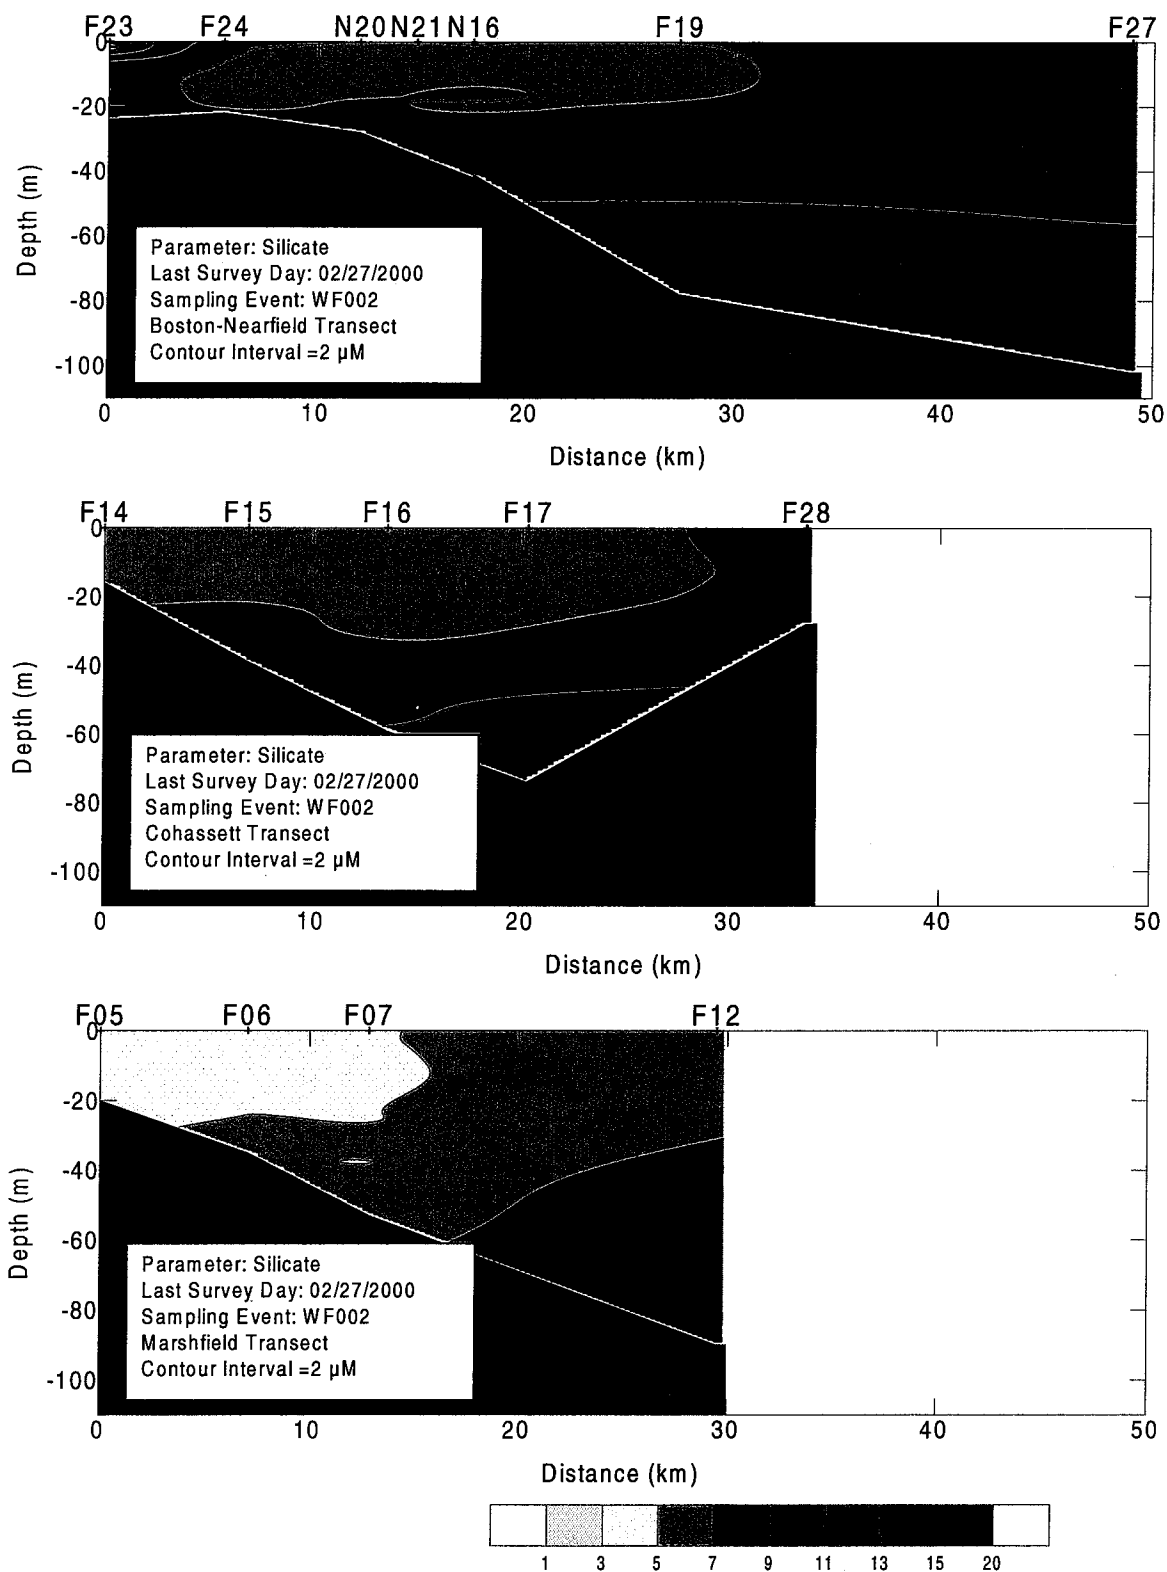 F23 F24 N20 N21 N16 F19 F27
0
-20
-40
-60
-80
-100
Depth (m)
Parameter: Silicate
Last Survey Day: 02/27/2000
Sampling Event: WF002
Boston-Nearfield Transect
Contour Interval =2 µM
0 10 20 30 40 50
Distance (km)
F14 F15 F16 F17 F28
0
-20
-40
-60
-80
-100
Depth (m)
Parameter: Silicate
Last Survey Day: 02/27/2000
Sampling Event: WF002
Cohassett Transect
Contour Interval =2 µM
0 10 20 30 40 50
Distance (km)
F05 F06 F07 F12
0
-20
-40
-60
-80
-100
Depth (m)
Parameter: Silicate
Last Survey Day: 02/27/2000
Sampling Event: WF002
Marshfield Transect
Contour Interval =2 µM
0 10 20 30 40 50
Distance (km)
1 3 5 7 9 11 13 15 20